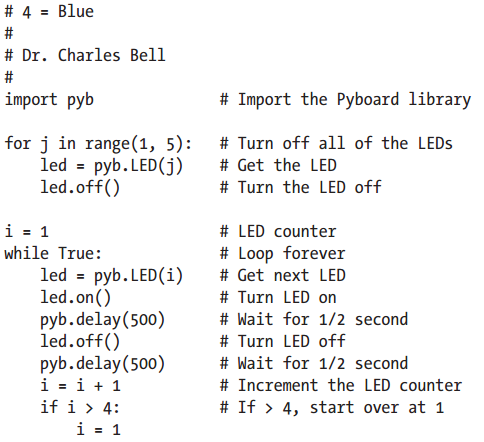 # 4 = Blue
#
# Dr. Charles Bell
#
import pyb                # Import the Pyboard library

for j in range(1, 5):   # Turn off all of the LEDs
    led = pyb.LED(j)    # Get the LED
    led.off()           # Turn the LED off

i = 1                   # LED counter
while True:             # Loop forever
    led = pyb.LED(i)    # Get next LED
    led.on()            # Turn LED on
    pyb.delay(500)      # Wait for 1/2 second
    led.off()           # Turn LED off
    pyb.delay(500)      # Wait for 1/2 second
    i = i + 1           # Increment the LED counter
    if i > 4:           # If > 4, start over at 1
        i = 1